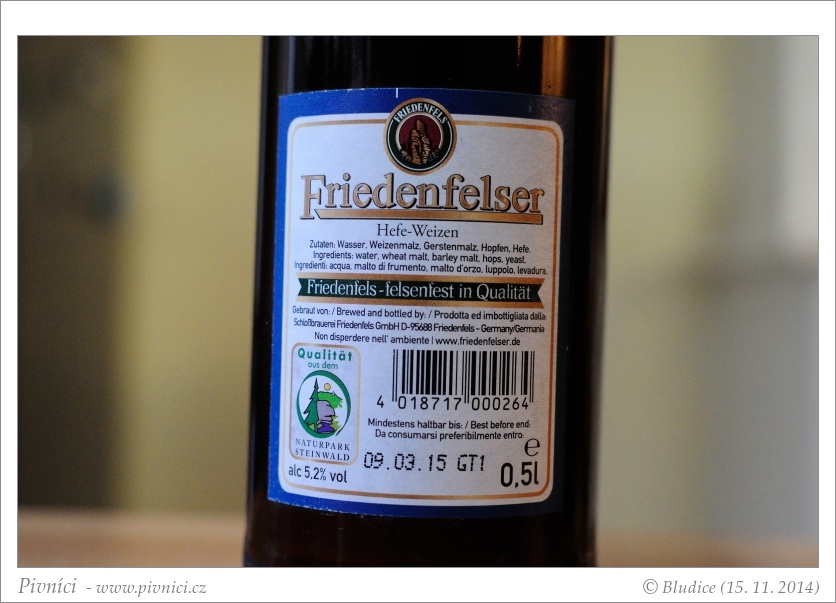 FRIEDENFELS
Friedenfelser
Hefe-Weizen
Zutaten: Wasser, Weizenmalz, Gerstenmalz, Hopfen, Hefe.
Ingredients: water, wheat malt, barley malt, hops, yeast.
Ingredienti: acqua, malto di frumento, malto d'orzo, luppolo, levadura.
Friedenfels-felsenfest in Qualität
Gebraut von: / Brewed and bottled by: / Prodotta ed imbottigliata dalla:
Schloßbrauerei Friedenfels GmbH D-95688 Friedenfels - Germany/Germania
Non disperdere nell' ambiente | www.friedenfelser.de
Qualität
aus dem
NATURPARK
STEINWALD
alc 5,2% vol
4 018717 000264
Mindestens haltbar bis: / Best before end:
Da consumarsi preferibilmente entro:
09.03.15 GT1
e
0,5l
Pivníci - www.pivnici.cz
© Bludice (15. 11. 2014)